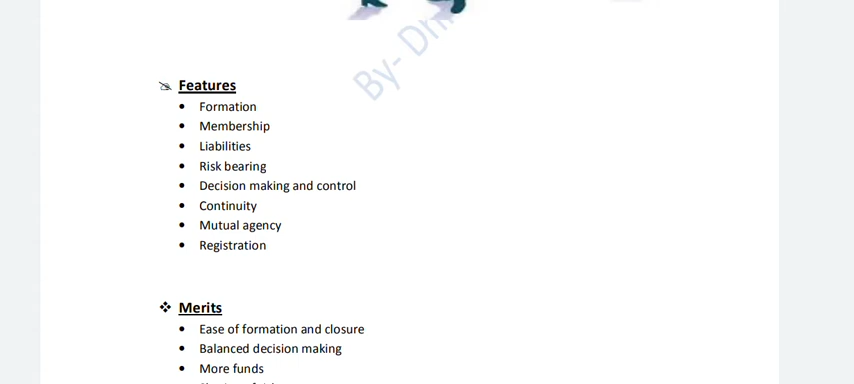 By-
Features
• Formation
• Membership
• Liabilities
• Risk bearing
• Decision making and control
• Continuity
• Mutual agency
• Registration
Merits
• Ease of formation and closure
• Balanced decision making
• More funds